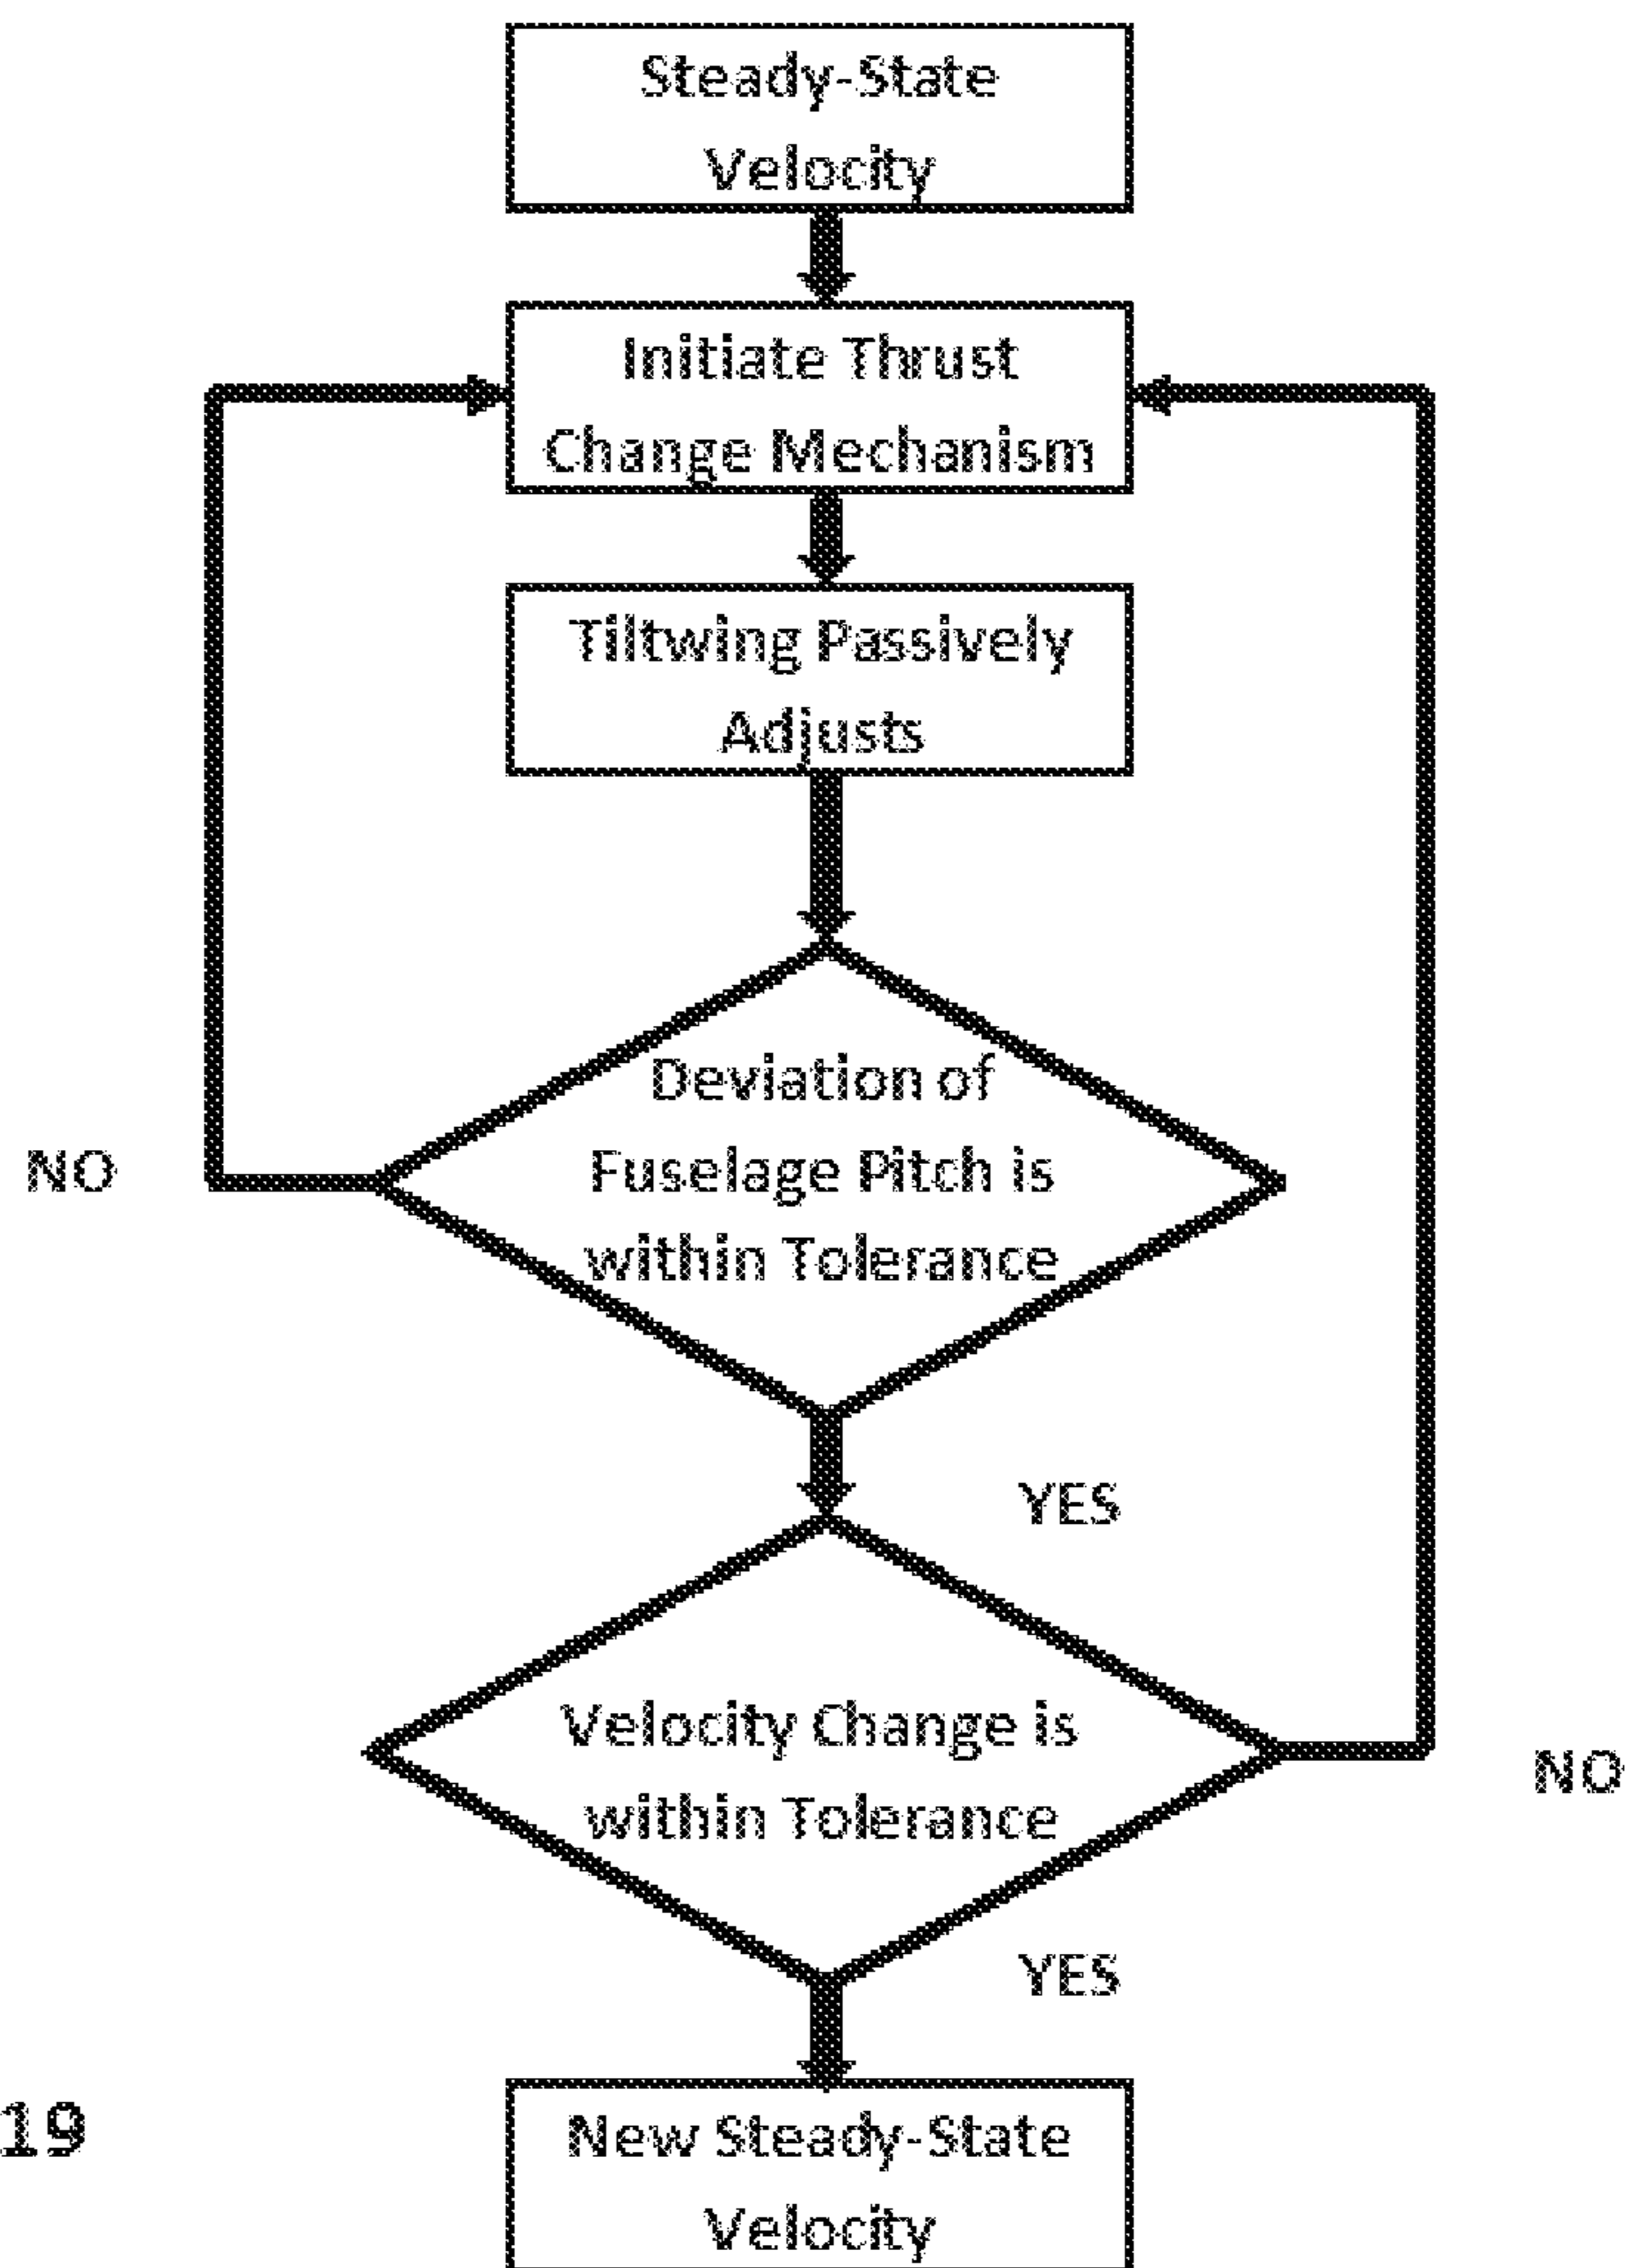 Steady-State
Velocity
Initiate Thrust
Change Mechanism
Tiltwing Passively
Adjusts
Deviation of
Fuselage Pitch is
within Tolerance
NO
YES
Velocity Change is
within Tolerance
NO
YES
New Steady-State
Velocity
19